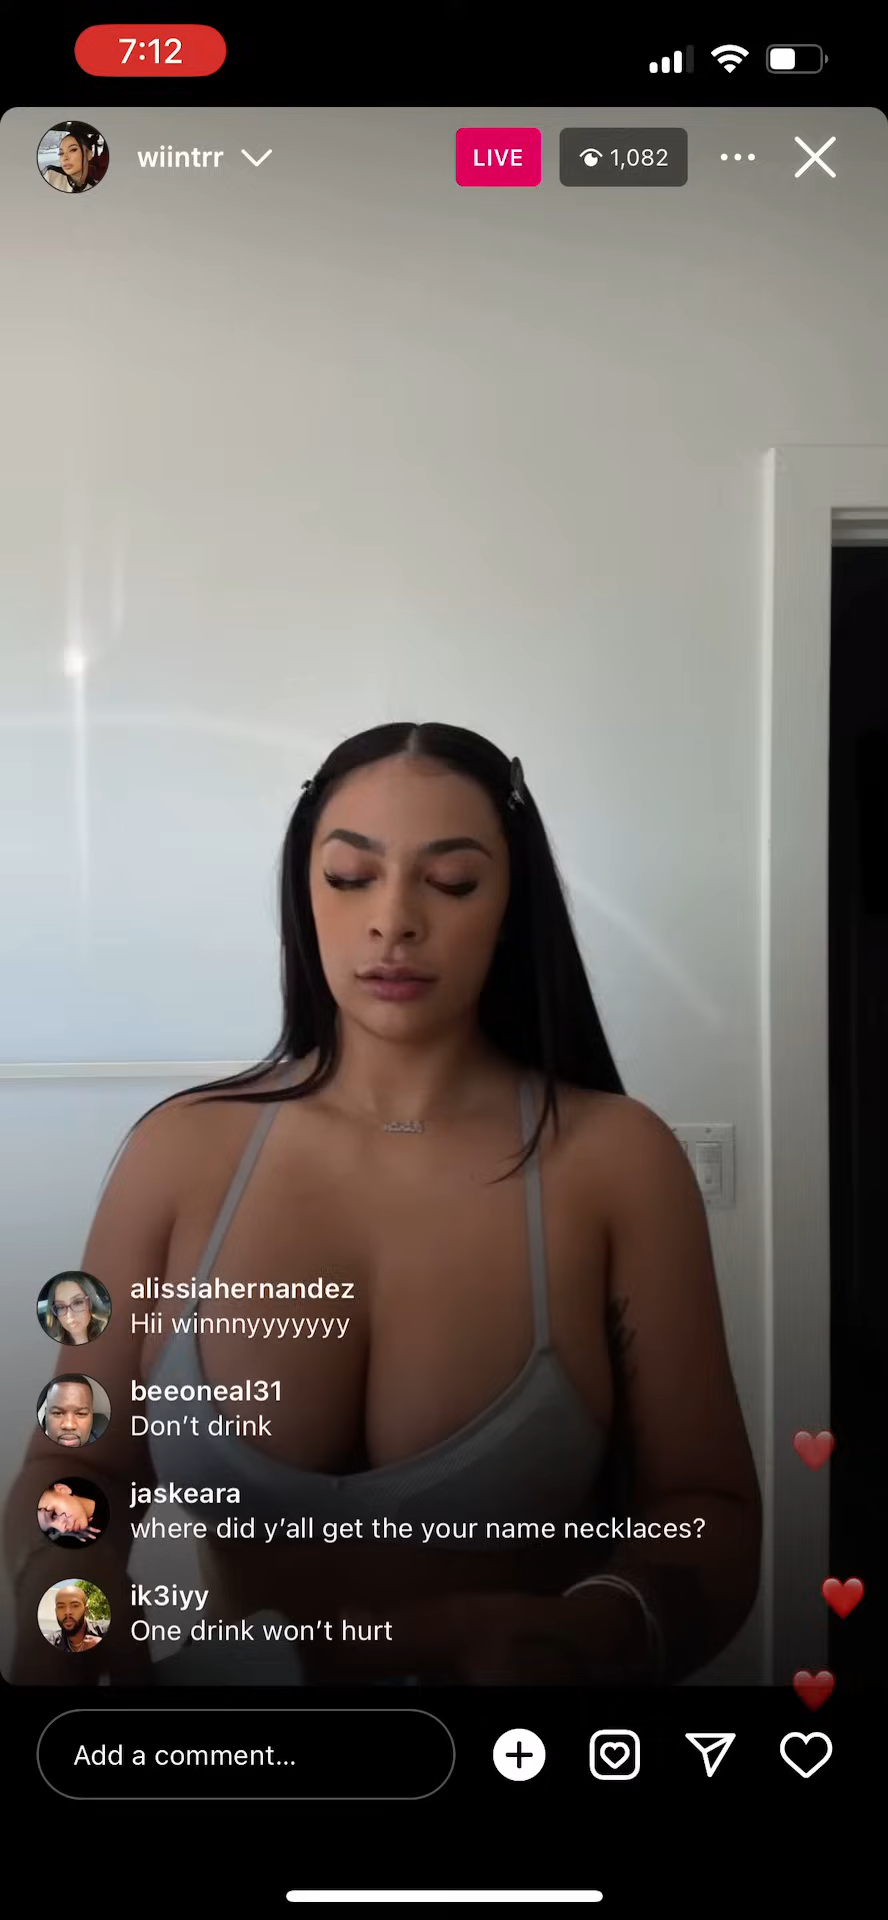 7:12
wiintrr
LIVE
1,082
alissiahernandez
Hii winnnyyyyyyy
beeoneal31
Don’t drink
jaskeara
where did y’all get the your name necklaces?
ik3iyy
One drink won’t hurt
Add a comment...